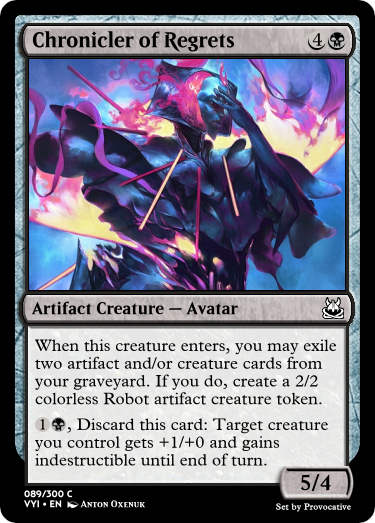 Chronicler of Regrets 4
Artifact Creature — Avatar
When this creature enters, you may exile
two artifact and/or creature cards from
your graveyard. If you do, create a 2/2
colorless Robot artifact creature token.
1, Discard this card: Target creature
you control gets +1/+0 and gains
indestructible until end of turn.
5/4
089/300 C
VYI • EN Anton Oxenuk
Set by Provocative